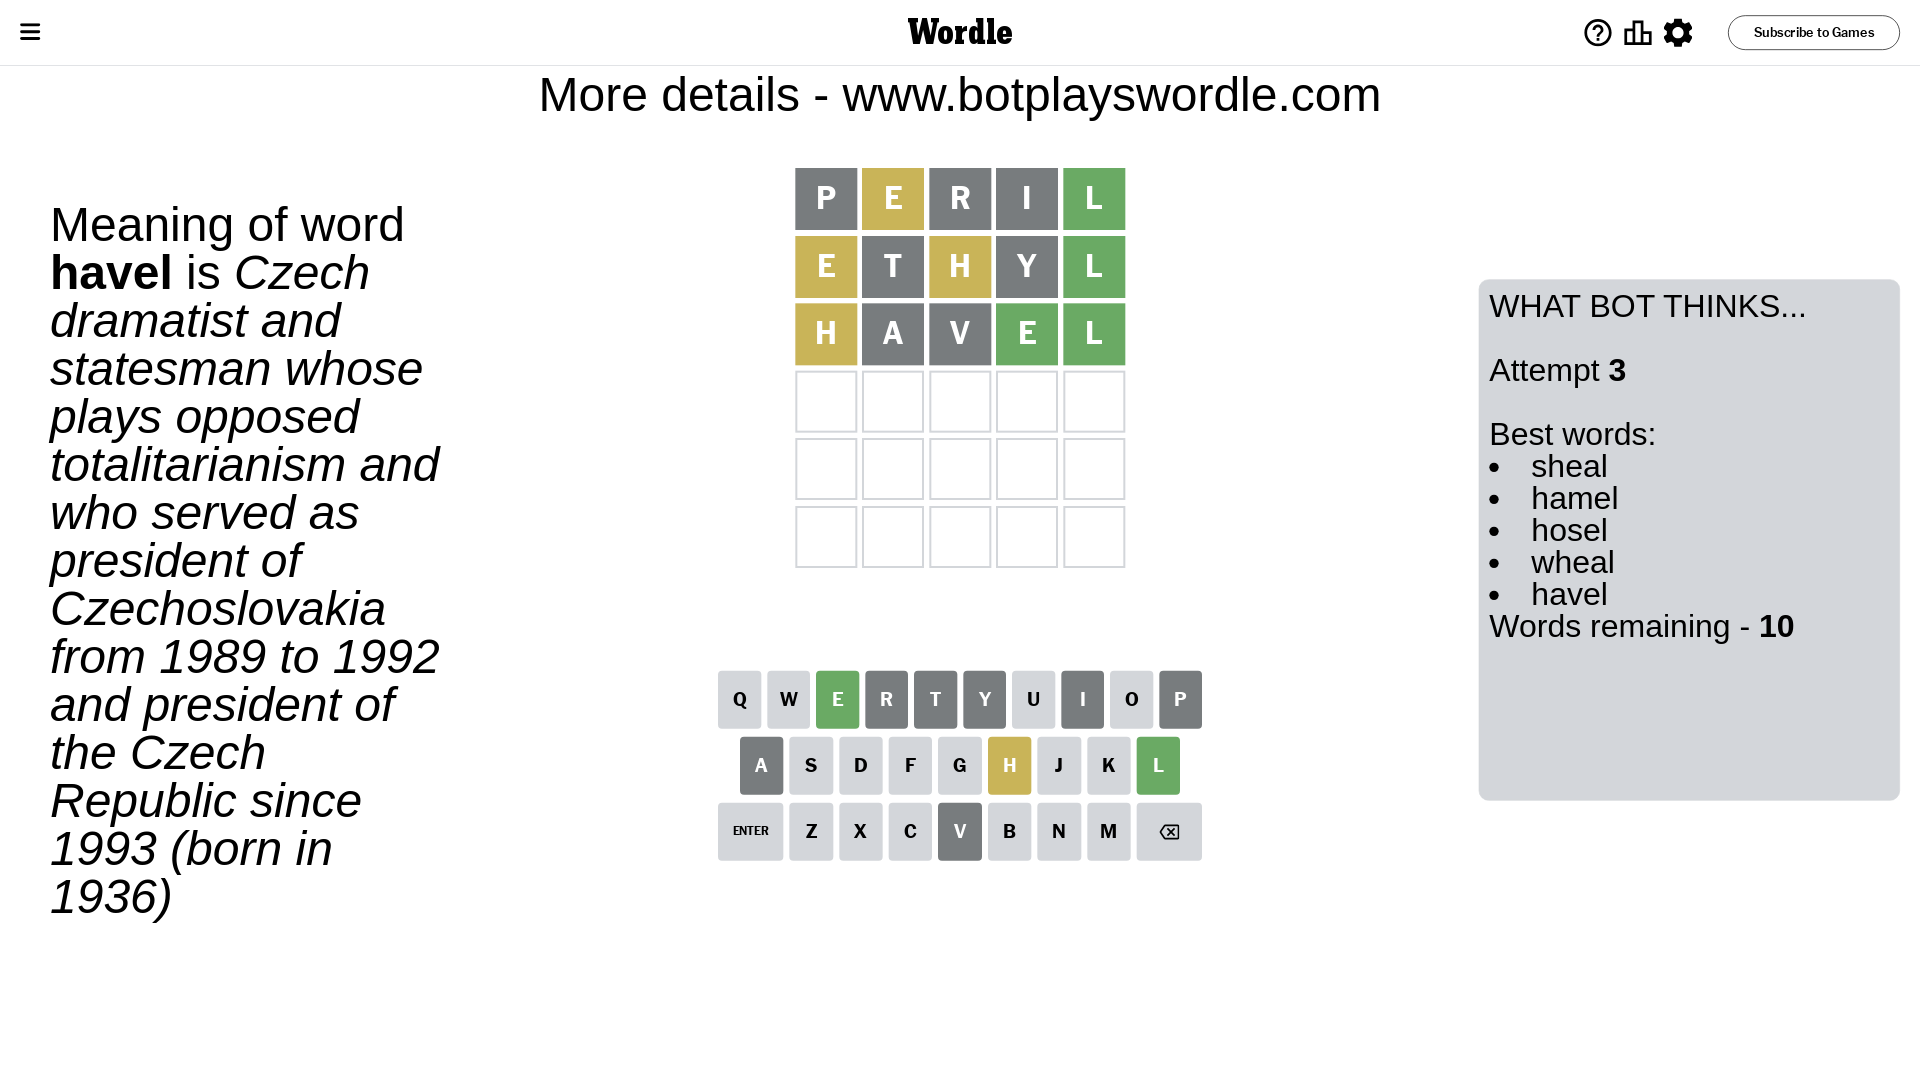 Wordle
Subscribe to Games
More details - www.botplayswordle.com
Meaning of word
havel is Czech
dramatist and
statesman whose
plays opposed
totalitarianism and
who served as
president of
Czechoslovakia
from 1989 to 1992
and president of
the Czech
Republic since
1993 (born in
1936)
P E R I L
E T H Y L
H A V E L
Q W E R T Y U I O P
A S D F G H J K L
ENTER Z X C V B N M
WHAT BOT THINKS...
Attempt 3
Best words:
• sheal
• hamel
• hosel
• wheal
• havel
Words remaining - 10